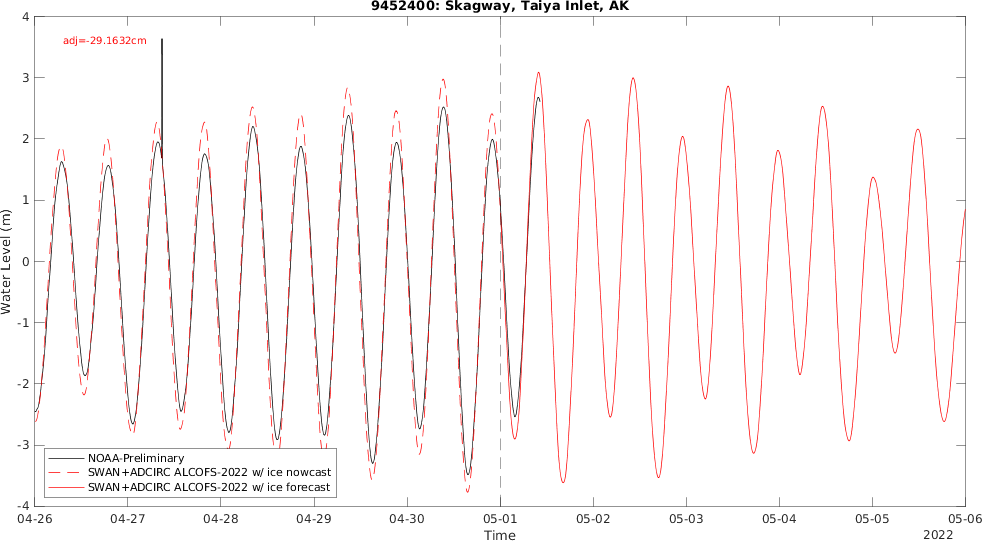 9452400: Skagway, Taiya Inlet, AK
adj=-29.1632cm
Water Level (m)
4
3
2
1
0
-1
-2
-3
-4
NOAA-Preliminary
SWAN+ADCIRC ALCOFS-2022 w/ ice nowcast
SWAN+ADCIRC ALCOFS-2022 w/ ice forecast
04-26 04-27 04-28 04-29 04-30 05-01 05-02 05-03 05-04 05-05 05-06
Time
2022